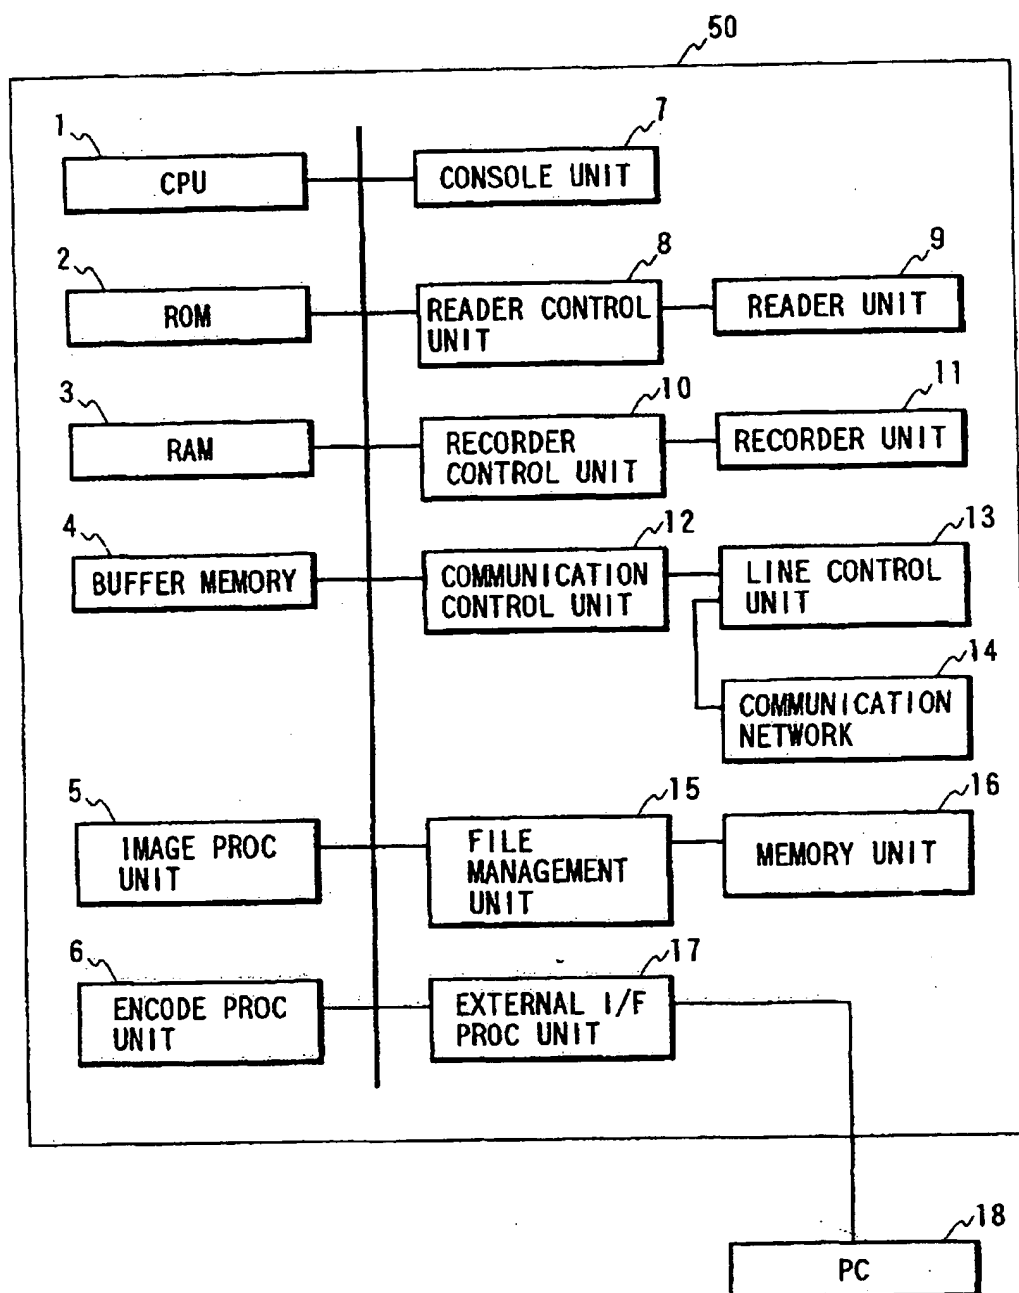 50
1
CPU
7
CONSOLE UNIT
2
ROM
8
READER CONTROL
UNIT
9
READER UNIT
3
RAM
10
RECORDER
CONTROL UNIT
11
RECORDER UNIT
4
BUFFER MEMORY
12
COMMUNICATION
CONTROL UNIT
13
LINE CONTROL
UNIT
14
COMMUNICATION
NETWORK
5
IMAGE PROC
UNIT
15
FILE
MANAGEMENT
UNIT
16
MEMORY UNIT
6
ENCODE PROC
UNIT
17
EXTERNAL I/F
PROC UNIT
18
PC